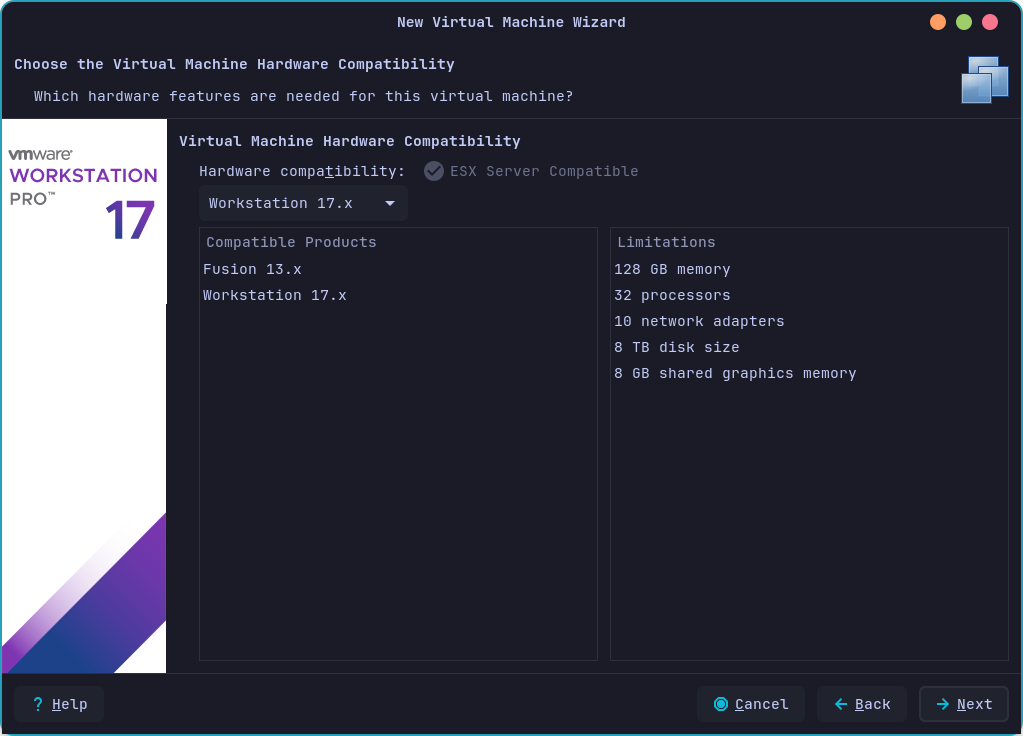 New Virtual Machine Wizard
Choose the Virtual Machine Hardware Compatibility
Which hardware features are needed for this virtual machine?
vmware®
WORKSTATION
PRO™
17
Virtual Machine Hardware Compatibility
Hardware compatibility: ESX Server Compatible
Workstation 17.x
Compatible Products
Fusion 13.x
Workstation 17.x
Limitations
128 GB memory
32 processors
10 network adapters
8 TB disk size
8 GB shared graphics memory
? Help
Cancel
Back
Next